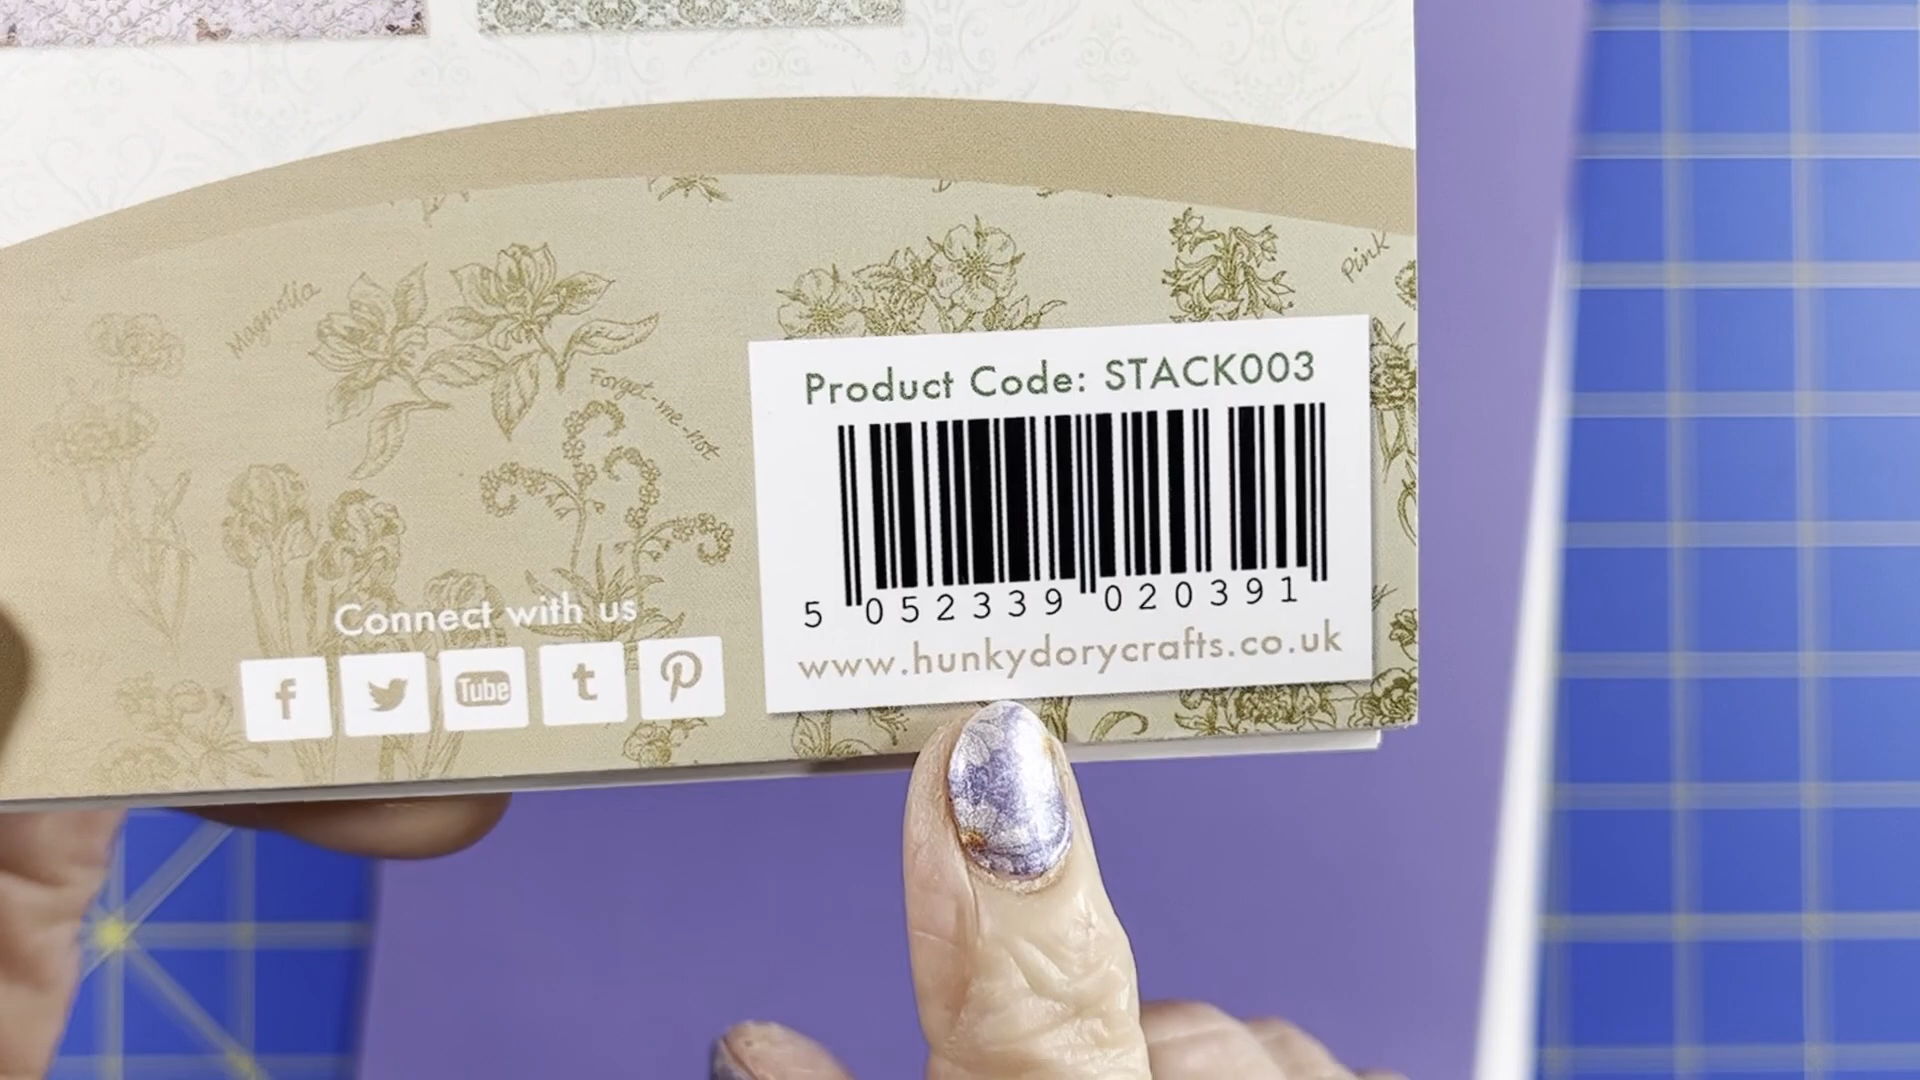 Magnolia
Forget-me-not
Pink
Product Code: STACK003
5 052339 020391
www.hunkydorycrafts.co.uk
Connect with us
f
You Tube
t